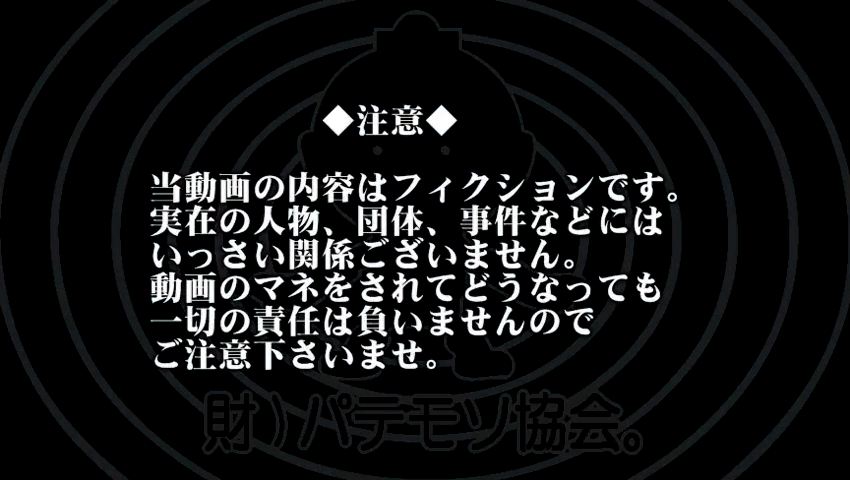 ◆注意◆
当動画の内容はフィクションです。
実在の人物、団体、事件などには
いっさい関係ございません。
動画のマネをされてどうなっても
一切の責任は負いませんので
ご注意下さいませ。
財）パテモソ協会。